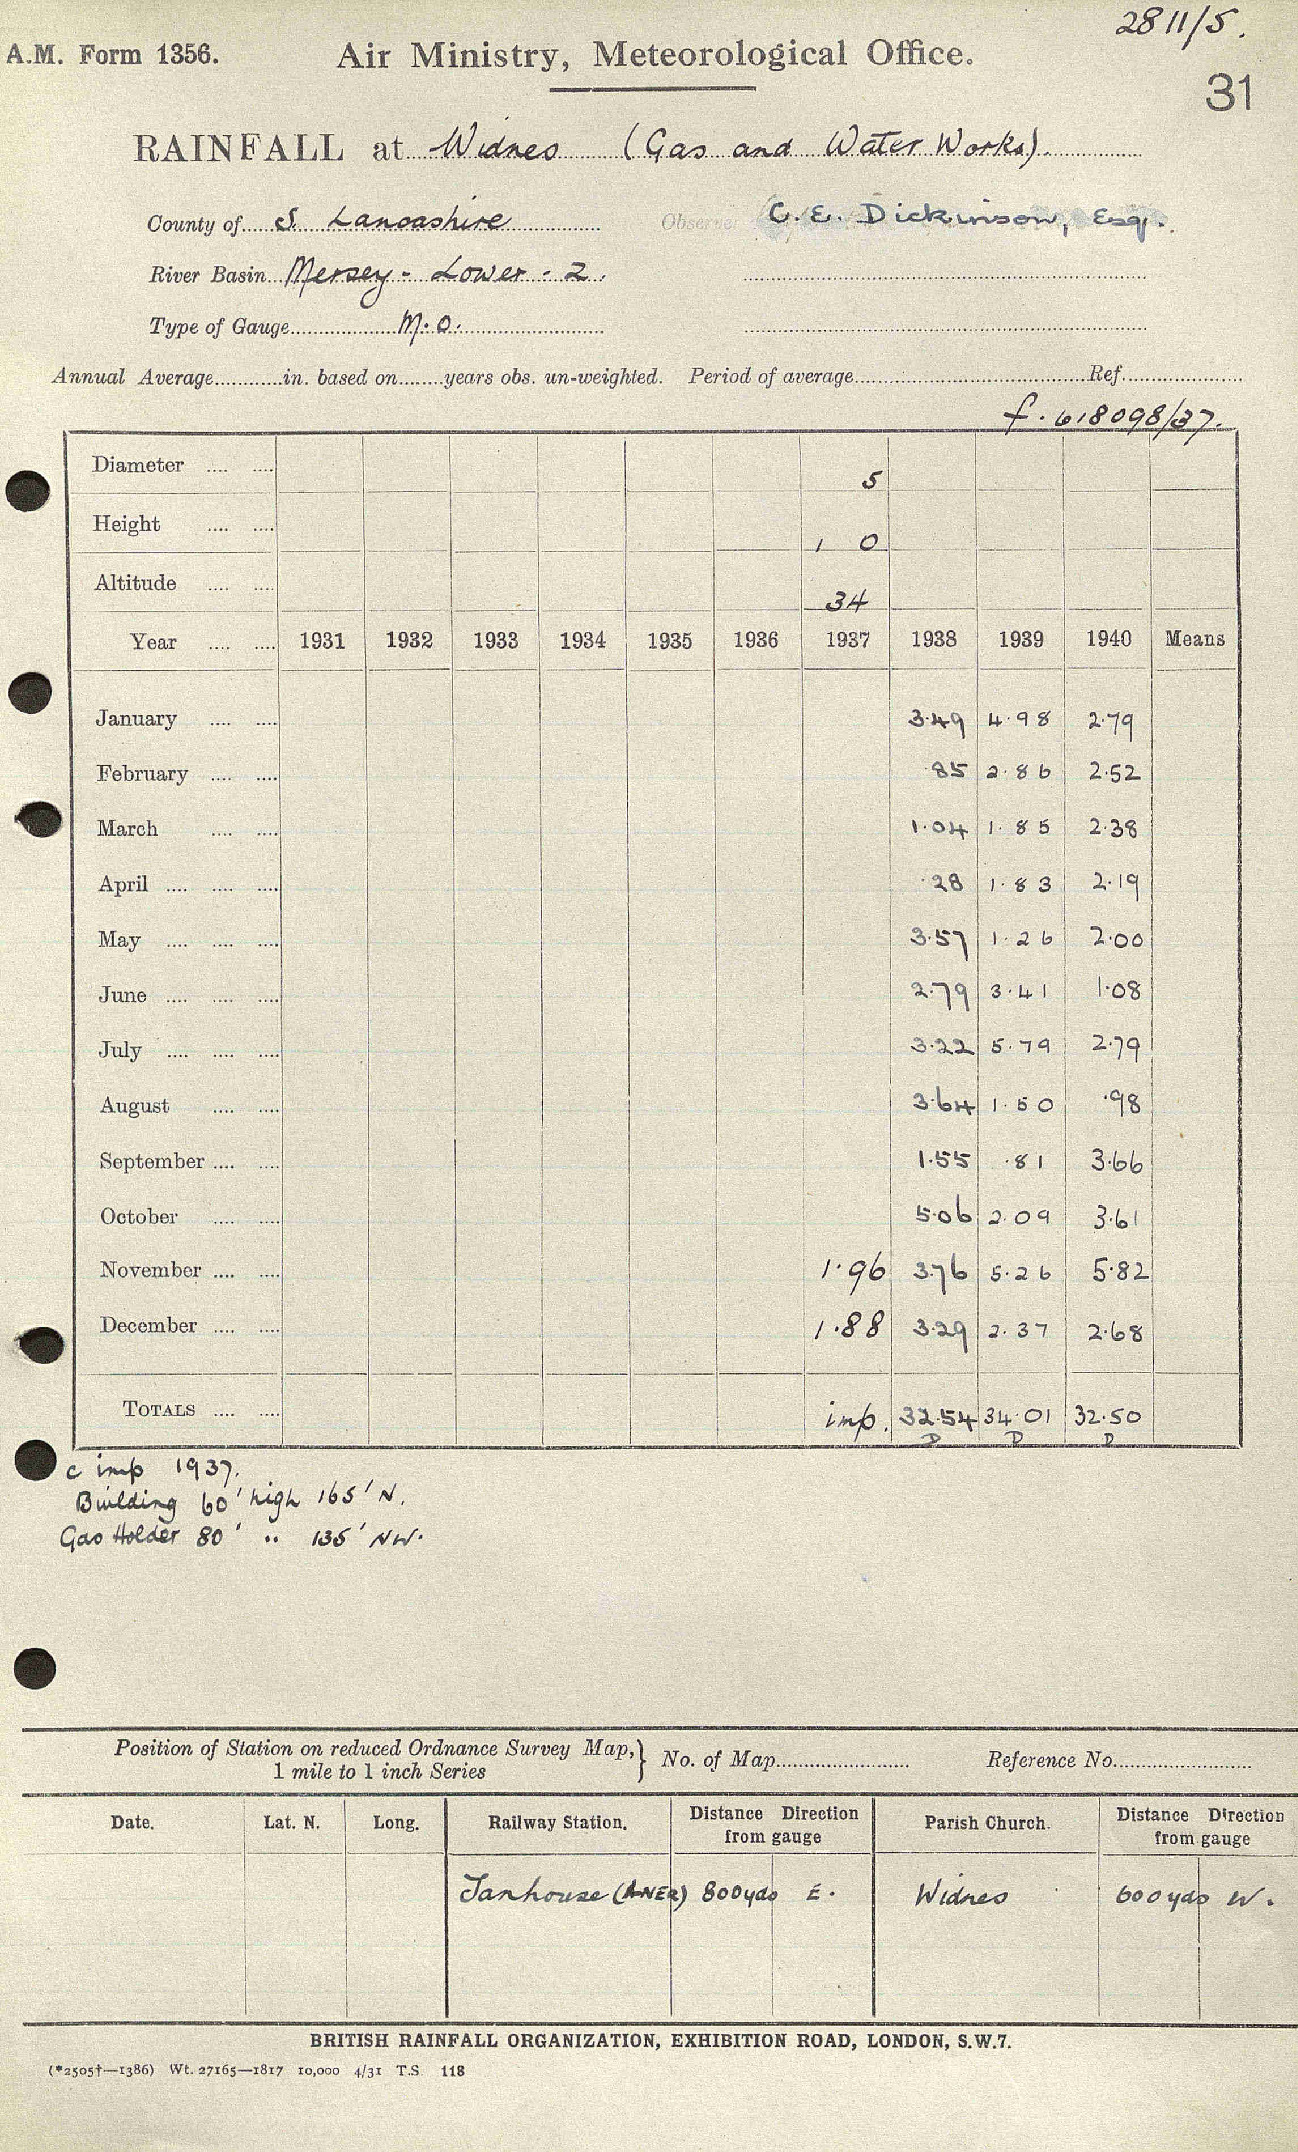 2811/5.
A.M. Form 1356. Air Ministry, Meteorological Office.
31
RAINFALL at Widnes (Gas and Water Works).
County of S. Lancashire Observer C. E. Dickinson, Esq.
River Basin Mersey - Lower - 2.
Type of Gauge M.O.
Annual Average in. based on years obs. un-weighted. Period of average Ref.
f. 618098/37.
Diameter 5
Height 1 0
Altitude 34
Year 1931 1932 1933 1934 1935 1936 1937 1938 1939 1940 Means
January 3.49 4.98 2.79
February .85 2.86 2.52
March 1.04 1.85 2.38
April .28 1.83 2.19
May 3.57 1.26 2.00
June 2.79 3.41 1.08
July 3.22 5.79 2.79
August 3.64 1.50 .98
September 1.55 .81 3.66
October 5.06 2.09 3.61
November 1.96 3.76 5.26 5.82
December 1.88 3.29 2.37 2.68
TOTALS imp. 32.54 34.01 32.50
D D D
c imp 1937.
Building 60' high 165' N.
Gas Holder 80' " 135' NW.
Position of Station on reduced Ordnance Survey Map, } No. of Map Reference No.
1 mile to 1 inch Series
Date. Lat. N. Long. Railway Station. Distance Direction Parish Church. Distance Direction
from gauge from gauge
Tanhouse 800yds E. Widnes 600yds W.
BRITISH RAINFALL ORGANIZATION, EXHIBITION ROAD, LONDON, S.W.7.
(*2505†—1386) Wt. 27165—1817 10,000 4/31 T.S. 118